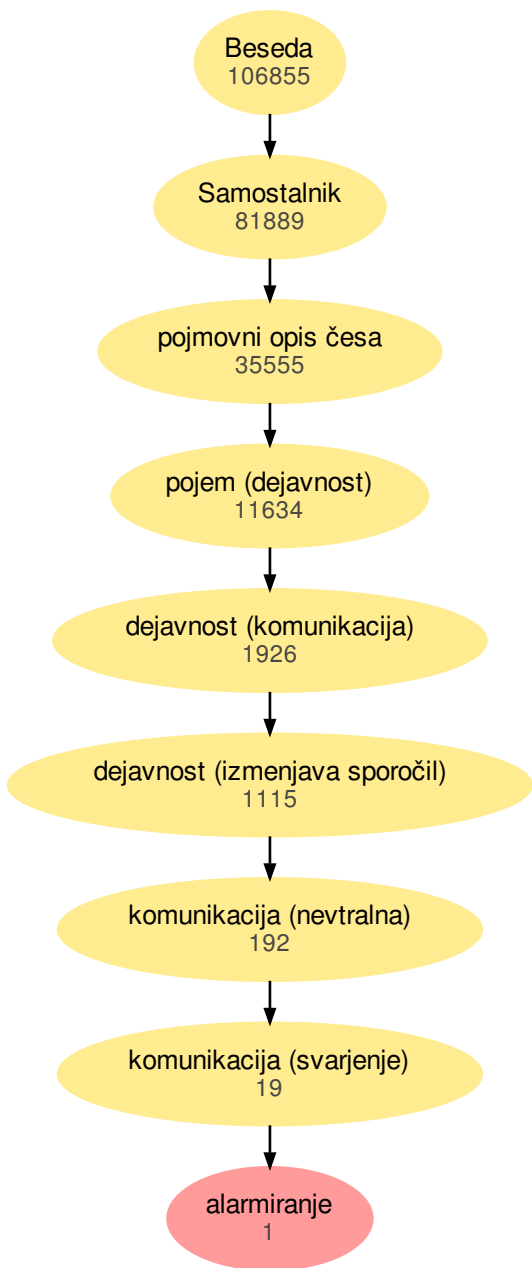 Beseda
106855
Samostalnik
81889
pojmovni opis česa
35555
pojem (dejavnost)
11634
dejavnost (komunikacija)
1926
dejavnost (izmenjava sporočil)
1115
komunikacija (nevtralna)
192
komunikacija (svarjenje)
19
alarmiranje
1